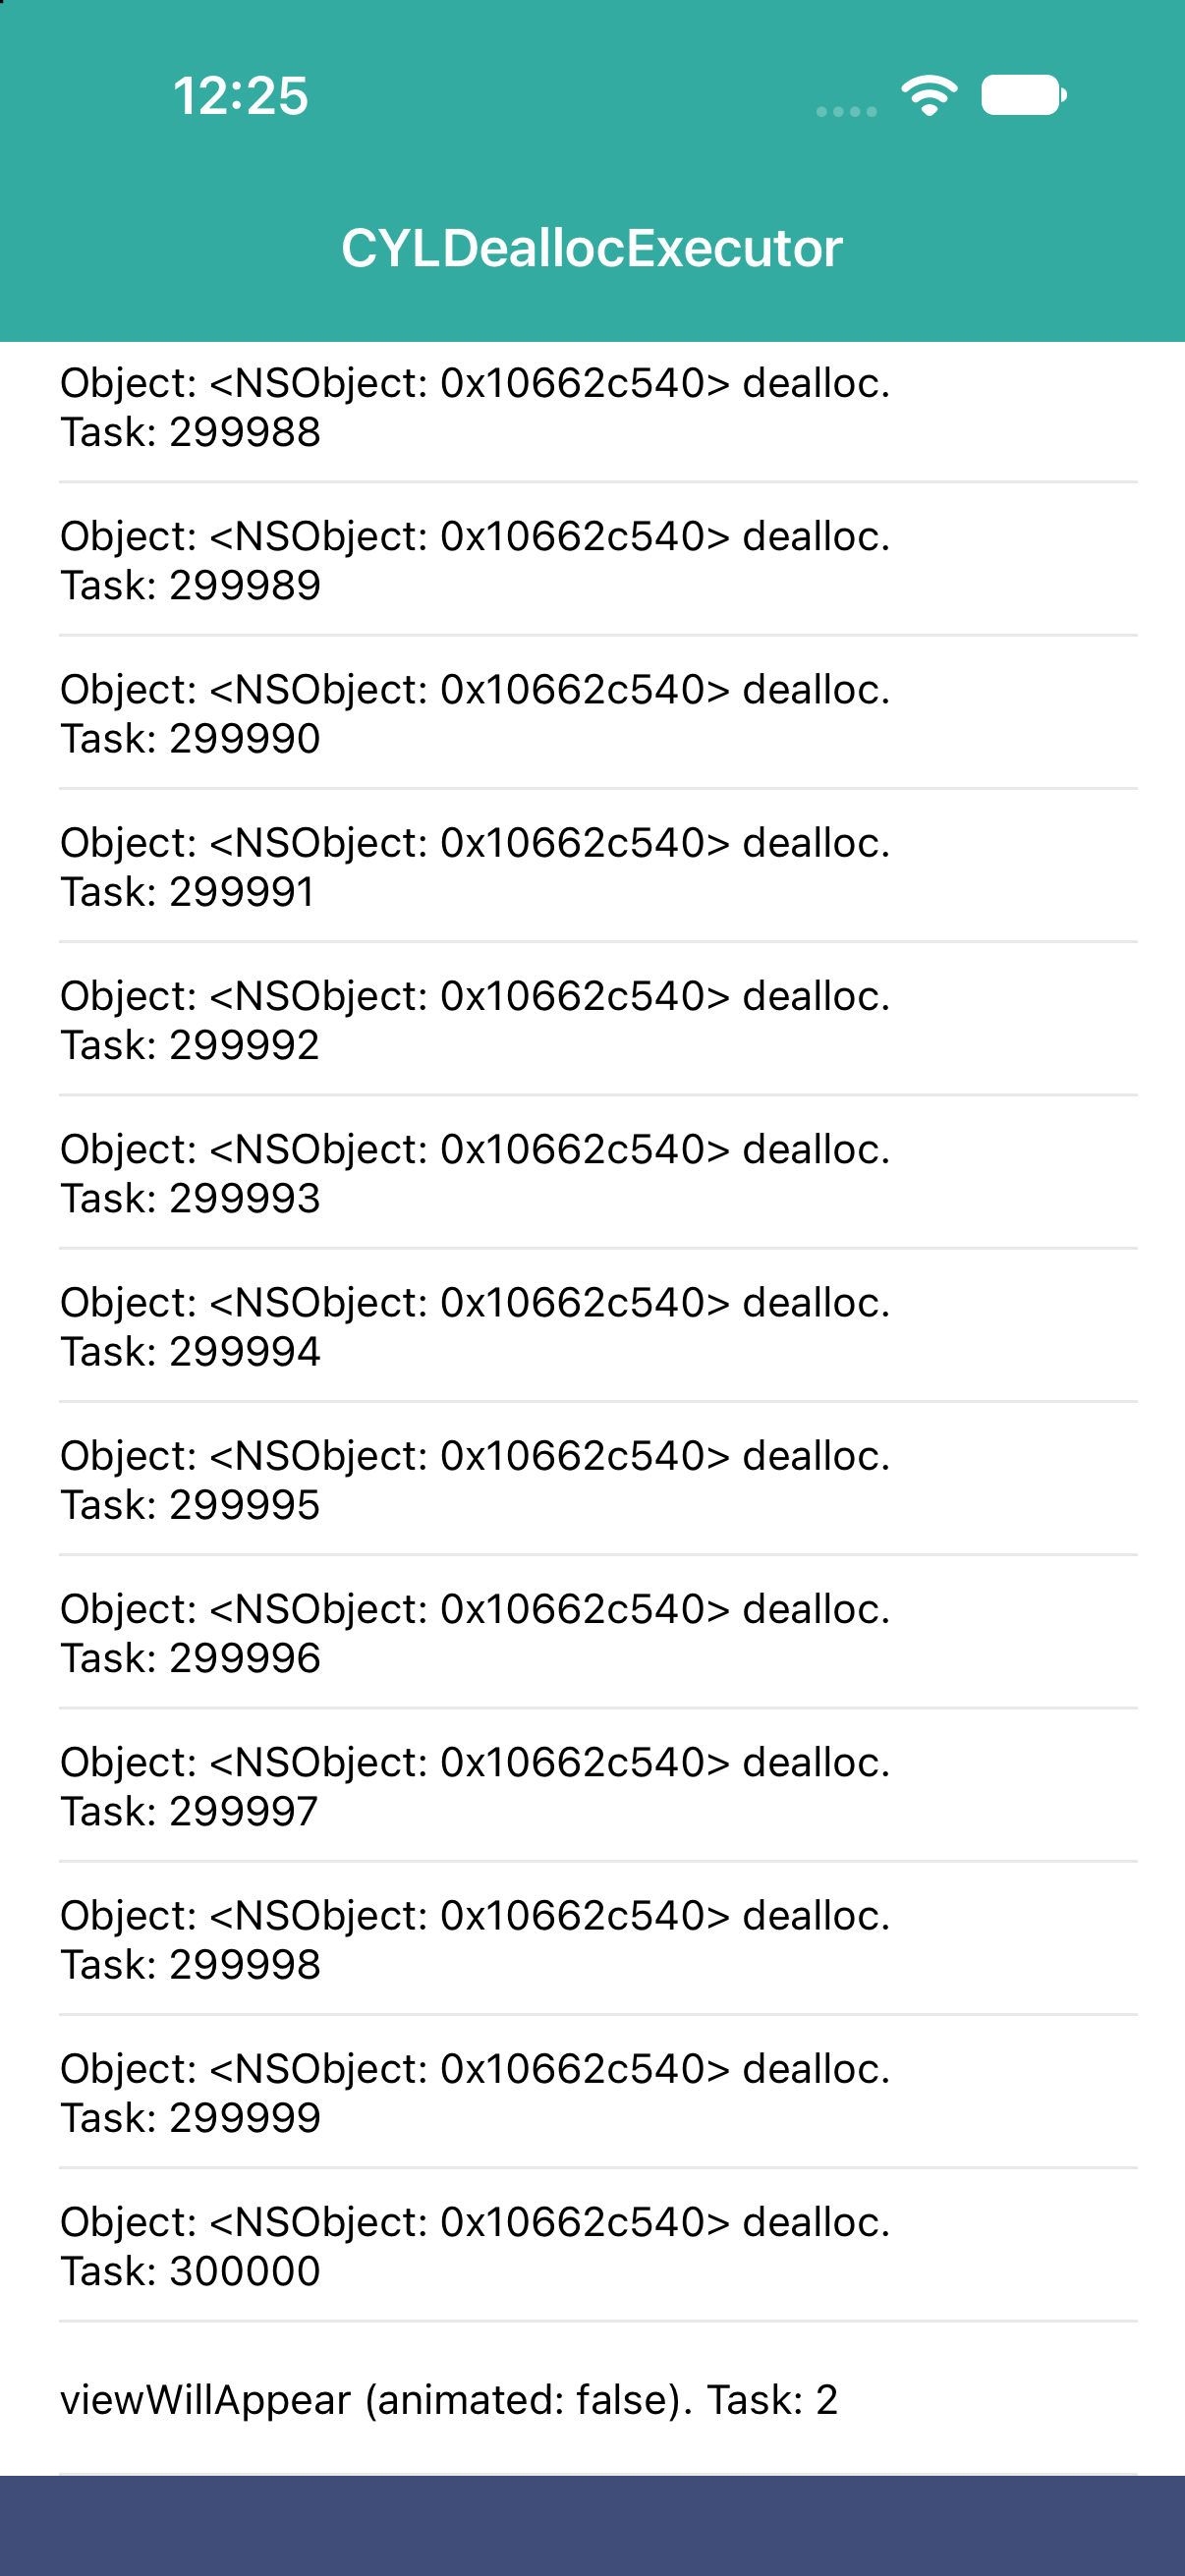 12:25
CYLDeallocExecutor
Object: <NSObject: 0x10662c540> dealloc.
Task: 299988
Object: <NSObject: 0x10662c540> dealloc.
Task: 299989
Object: <NSObject: 0x10662c540> dealloc.
Task: 299990
Object: <NSObject: 0x10662c540> dealloc.
Task: 299991
Object: <NSObject: 0x10662c540> dealloc.
Task: 299992
Object: <NSObject: 0x10662c540> dealloc.
Task: 299993
Object: <NSObject: 0x10662c540> dealloc.
Task: 299994
Object: <NSObject: 0x10662c540> dealloc.
Task: 299995
Object: <NSObject: 0x10662c540> dealloc.
Task: 299996
Object: <NSObject: 0x10662c540> dealloc.
Task: 299997
Object: <NSObject: 0x10662c540> dealloc.
Task: 299998
Object: <NSObject: 0x10662c540> dealloc.
Task: 299999
Object: <NSObject: 0x10662c540> dealloc.
Task: 300000
viewWillAppear (animated: false). Task: 2